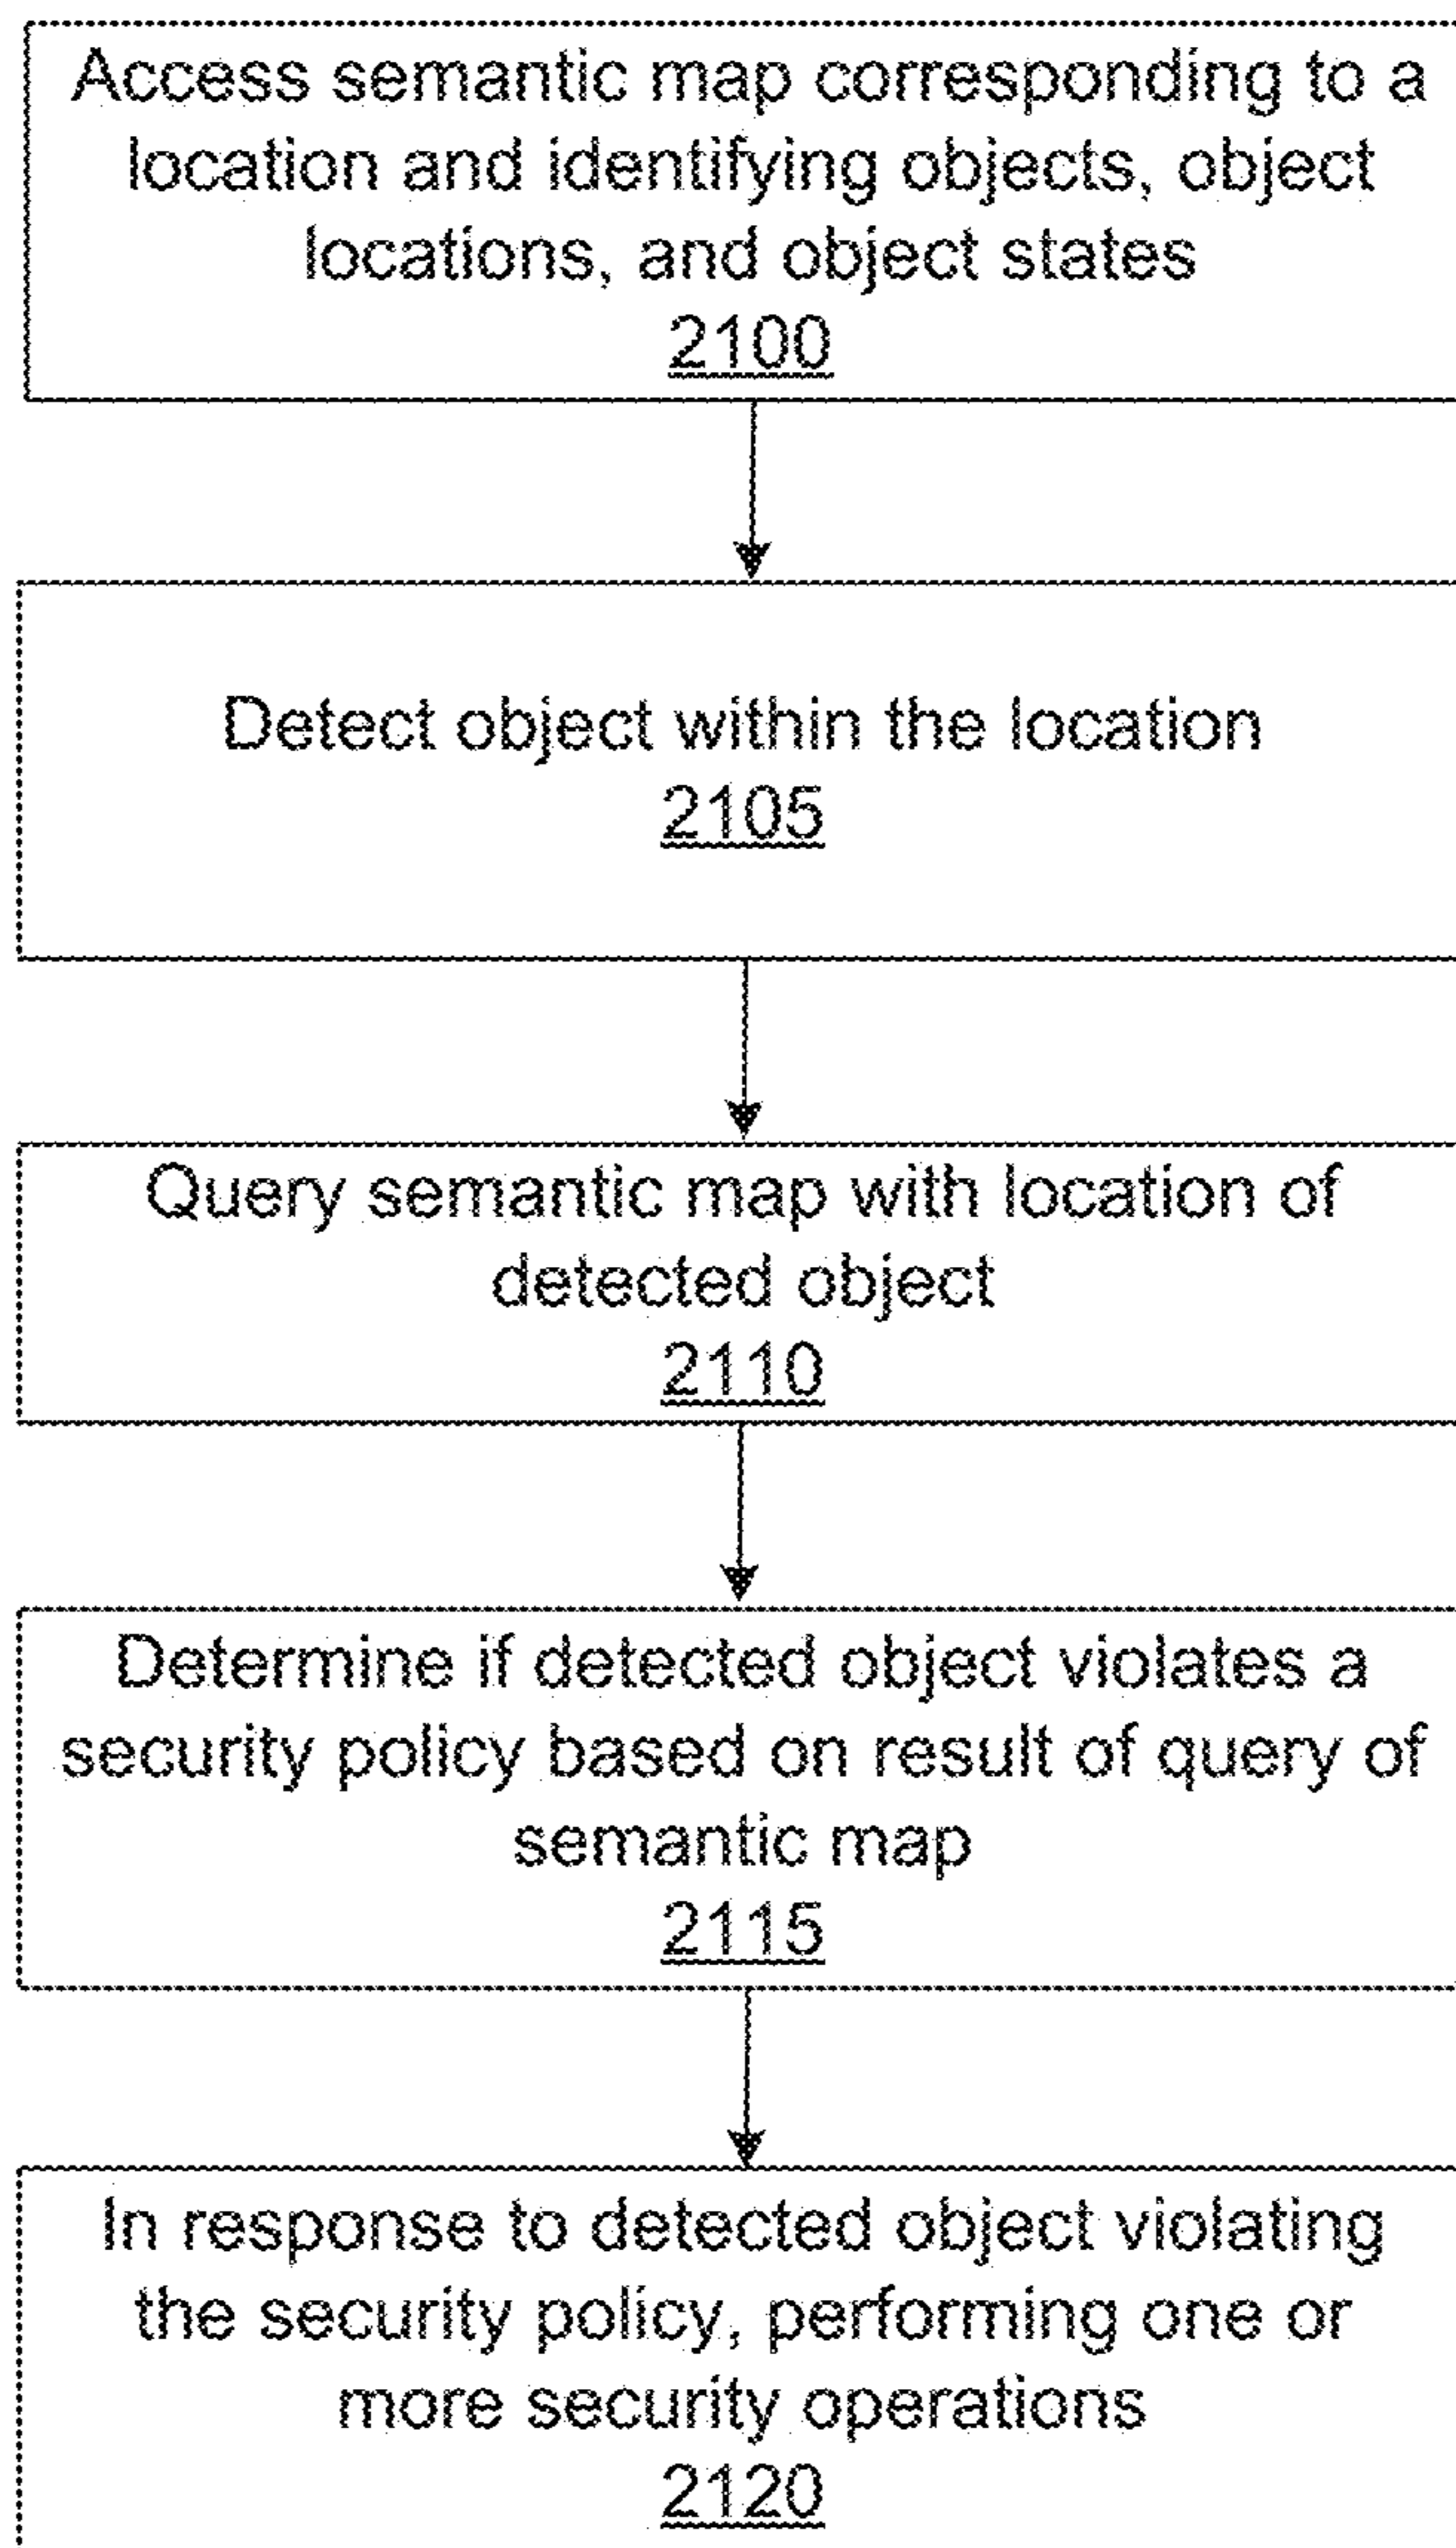 Access semantic map corresponding to a
location and identifying objects, object
locations, and object states
2100
Detect object within the location
2105
Query semantic map with location of
detected object
2110
Determine if detected object violates a
security policy based on result of query of
semantic map
2115
In response to detected object violating
the security policy, performing one or
more security operations
2120